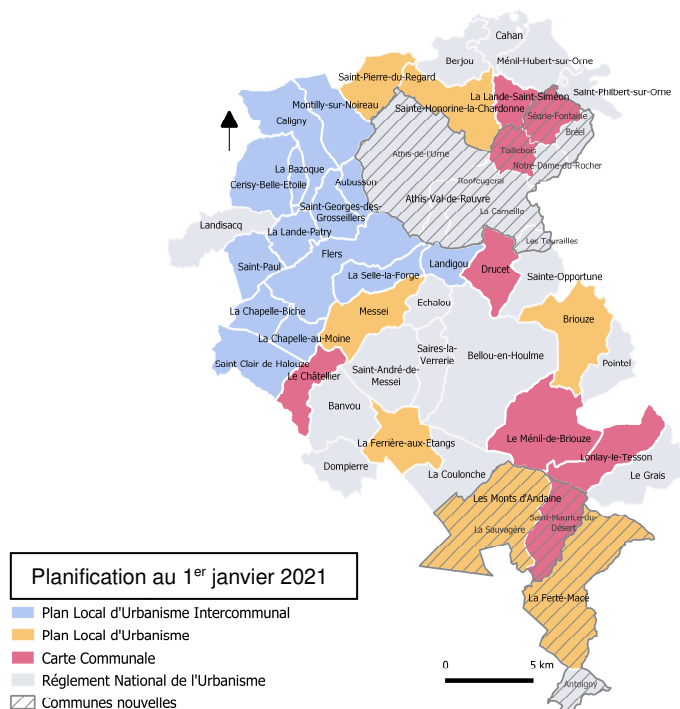 Cahan
Berjou
Ménil-Hubert-sur-Orne
Saint-Pierre-du-Regard
Saint-Philbert-sur-Orne
La Lande-Saint-Siméon
Montilly-sur-Noireau
Sainte-Honorine-la-Chardonne
Ségrie-Fontaine
Caligny
Bréel
Athis-de-l'Orne
Taillebois
Notre-Dame-du-Rocher
La Bazoque
Cerisy-Belle-Etoile
Aubusson
Ronfeugerai
Athis-Val-de-Rouvre
Saint-Georges-des-
Grosseillers
La Carneille
Landisacq
La Lande-Patry
Les Tourailles
Flers
Saint-Paul
Landigou
Drucet
La Selle-la-Forge
Sainte-Opportune
Echalou
La Chapelle-Biche
Messei
Briouze
La Chapelle-au-Moine
Saires-la-
Verrerie
Bellou-en-Houlme
Saint Clair de Halouze
Pointel
Le Châtellier
Saint-André-de-
Messei
Banvou
Le Ménil-de-Briouze
La Ferrière-aux-Etangs
Lonlay-le-Tesson
Dompierre
La Coulonche
Le Grais
Les Monts d'Andaine
Saint-Maurice-du-
Désert
La Sauvagère
La Ferté-Macé
Antoigny
Planification au 1er janvier 2021
Plan Local d'Urbanisme Intercommunal
Plan Local d'Urbanisme
Carte Communale
Réglement National de l'Urbanisme
Communes nouvelles
0 5 km